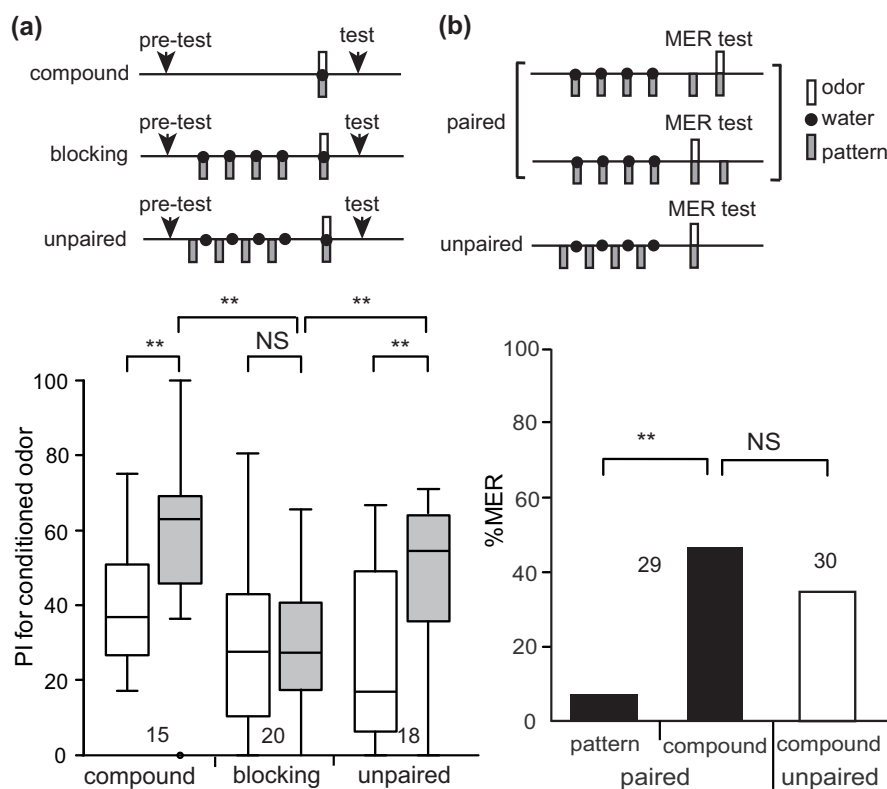 (a)
pre-test
test
compound
pre-test
test
blocking
pre-test
test
unpaired
(b)
MER test
paired
MER test
MER test
unpaired
odor
water
pattern
**
**
**
NS
**
100
80
60
40
20
0
PI for conditioned odor
15
20
18
compound
blocking
unpaired
100
80
60
40
20
0
%MER
**
NS
29
30
pattern
compound
compound
paired
unpaired